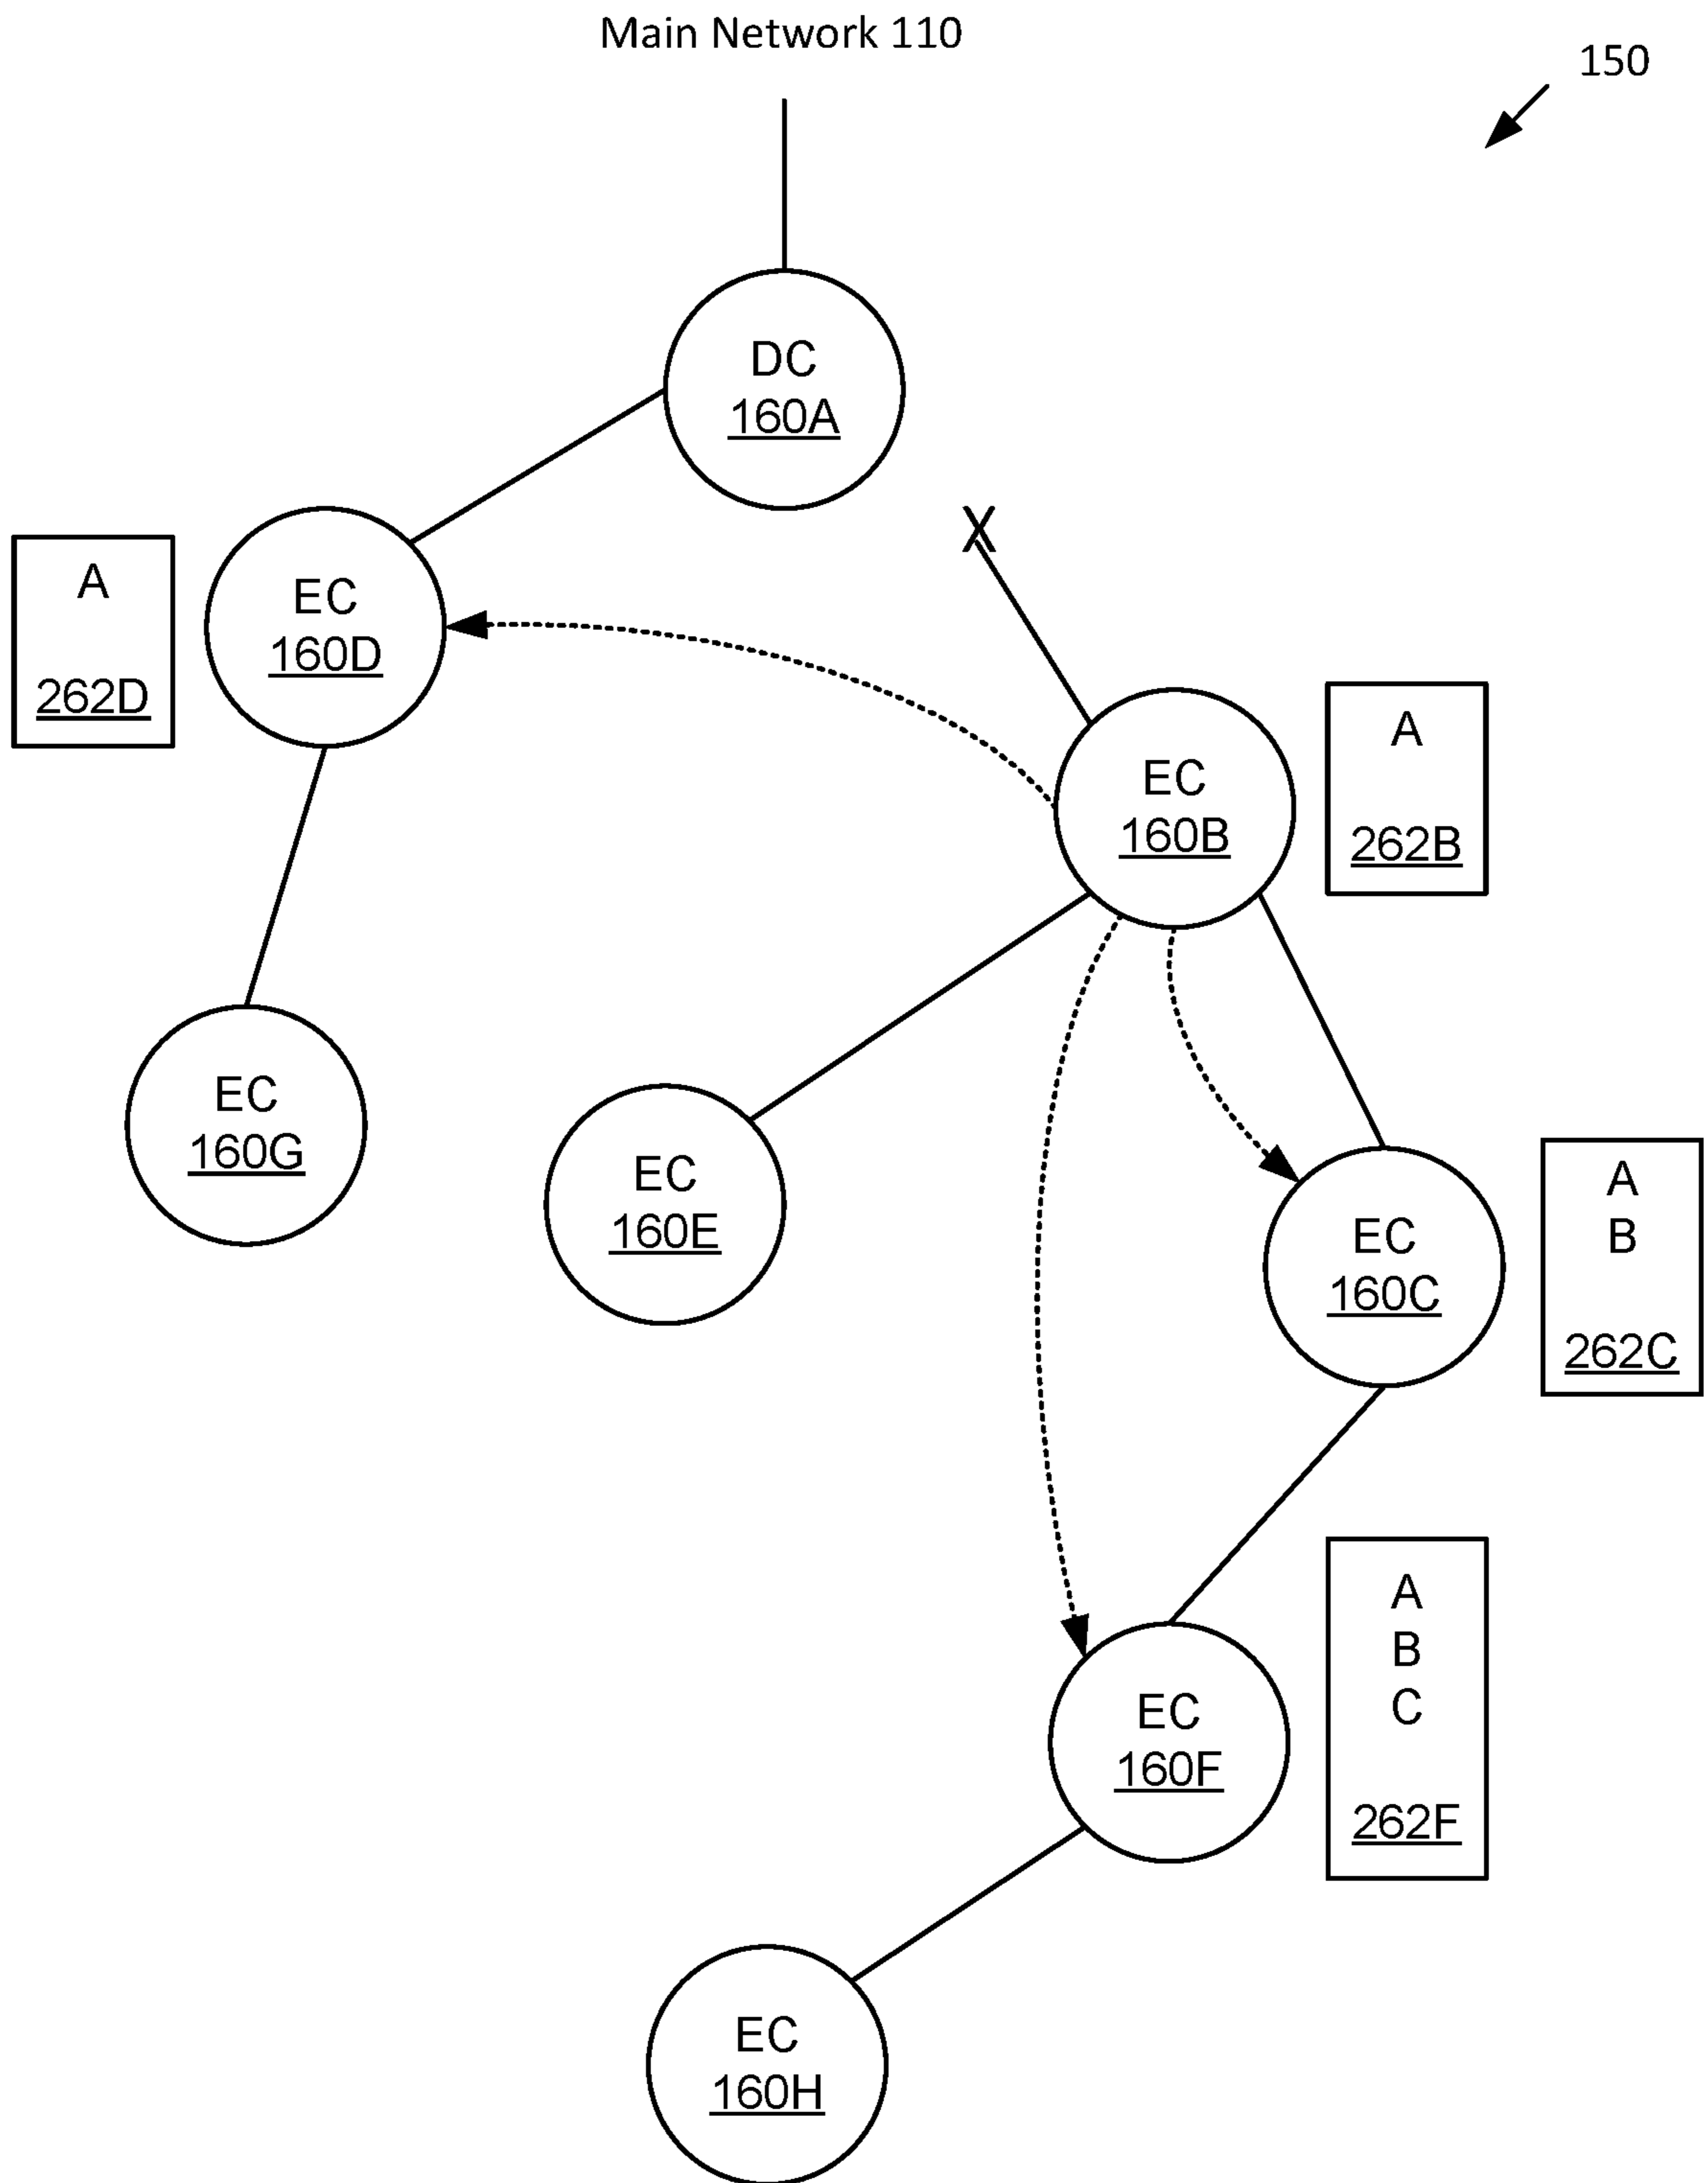 Main Network 110
150
DC
160A
X
A
262D
EC
160D
EC
160B
A
262B
EC
160G
EC
160E
EC
160C
A
B
262C
EC
160F
A
B
C
262F
EC
160H